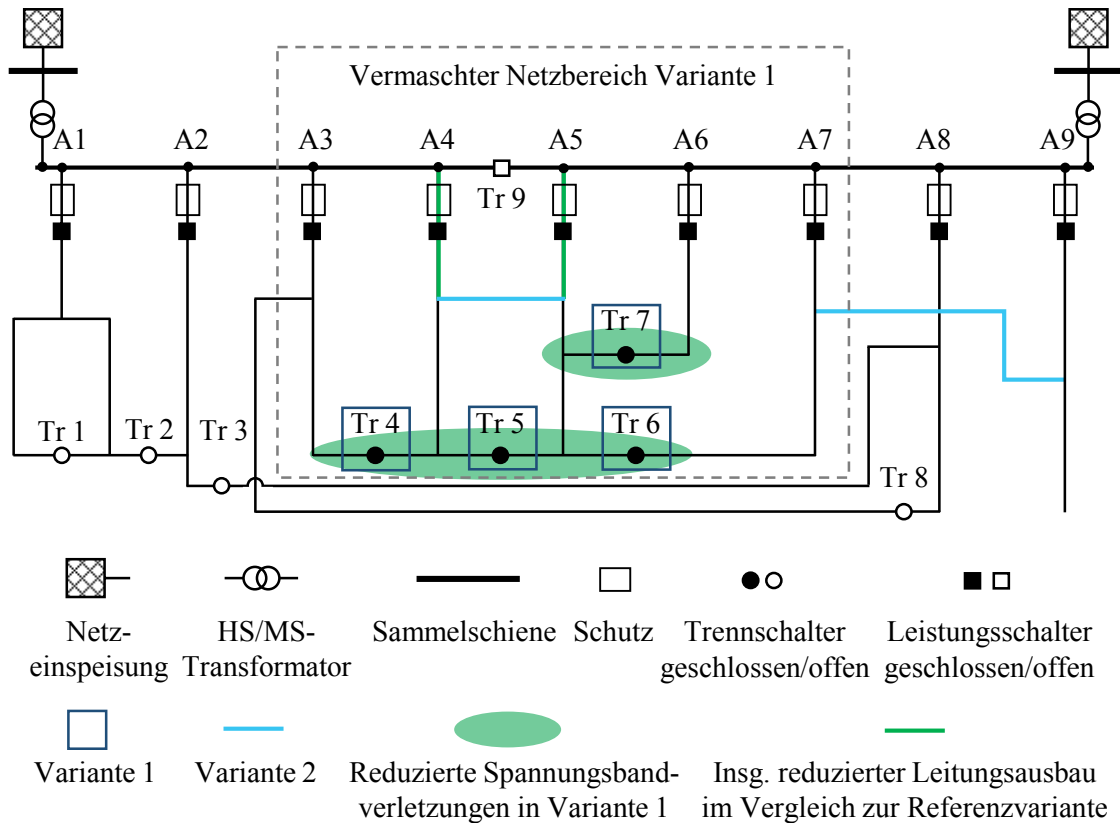 Vermaschter Netzbereich Variante 1
A1 A2 A3 A4 A5 A6 A7 A8 A9
Tr 9
Tr 7
Tr 1 Tr 2 Tr 3 Tr 4 Tr 5 Tr 6
Tr 8
Netz-
einspeisung
HS/MS-
Transformator
Sammelschiene
Schutz
Trennschalter
geschlossen/offen
Leistungsschalter
geschlossen/offen
Variante 1
Variante 2
Reduzierte Spannungsband-
verletzungen in Variante 1
Insg. reduzierter Leitungsausbau
im Vergleich zur Referenzvariante